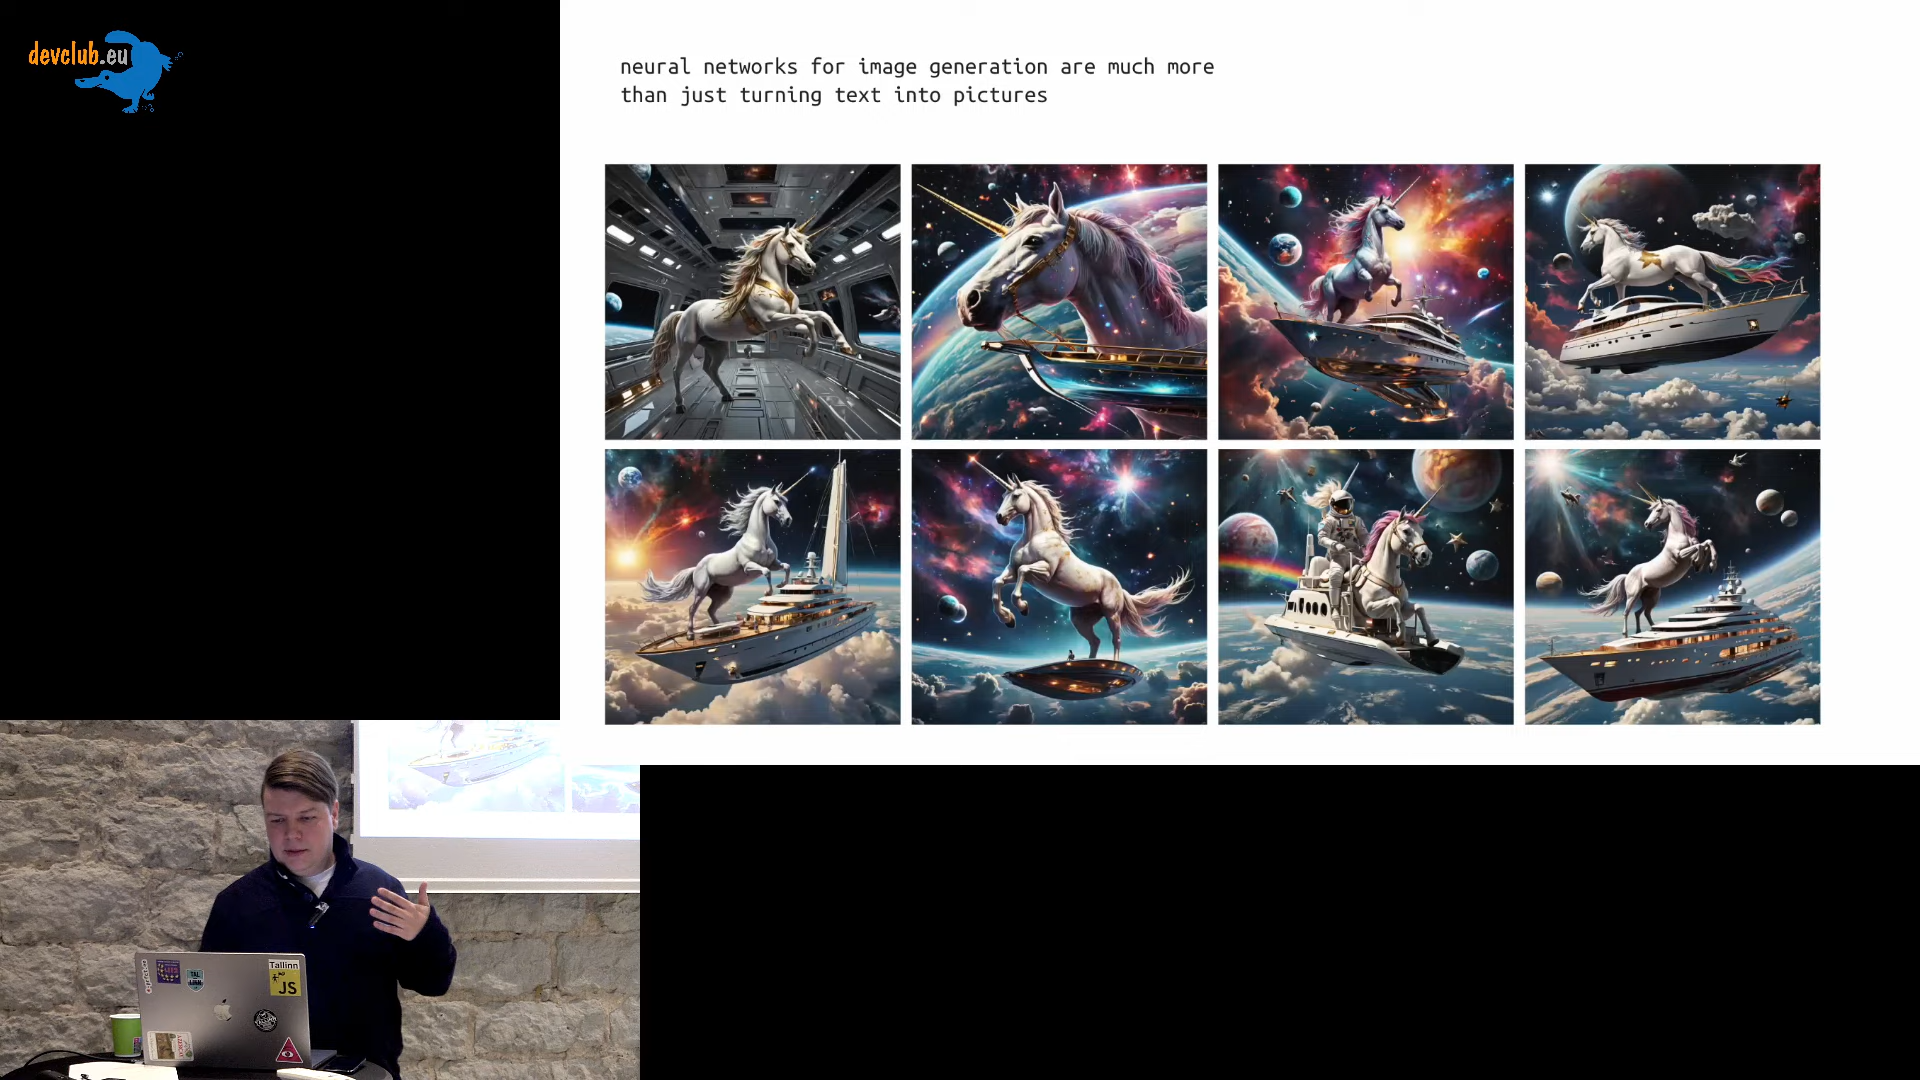 devclub.eu
neural networks for image generation are much more
than just turning text into pictures
Tallinn
JS